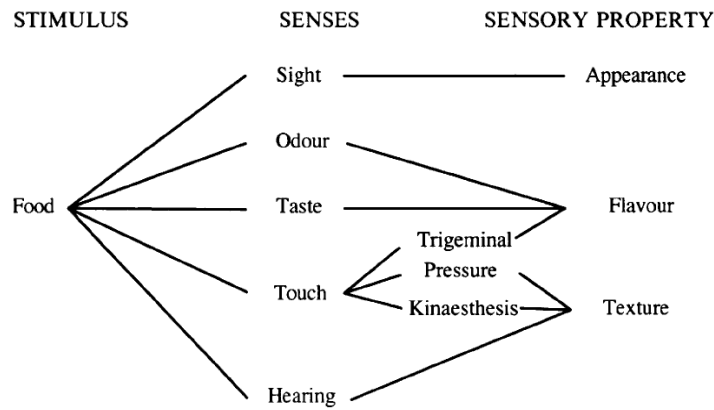 STIMULUS SENSES SENSORY PROPERTY
Sight Appearance
Odour
Food Taste Flavour
Trigeminal
Pressure
Touch
Kinaesthesis Texture
Hearing